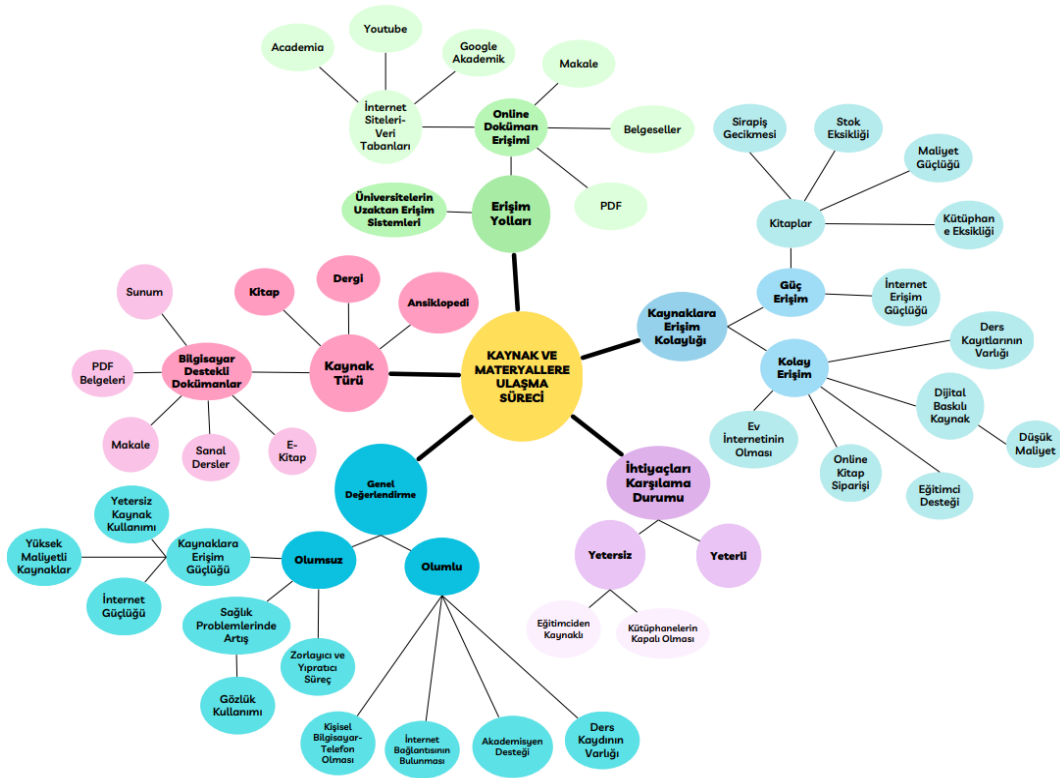 Youtube
Academia
Google
Akademik
İnternet
Siteleri-
Veri
Tabanları
Online
Doküman
Erişimi
Makale
Belgeseller
PDF
Üniversitelerin
Uzaktan Erişim
Sistemleri
Erişim
Yolları
Sirapiş
Gecikmesi
Stok
Eksikliği
Maliyet
Güçlüğü
Kitaplar
Kütüphan
e Eksikliği
Güç
Erişim
İnternet
Erişim
Güçlüğü
Kaynaklara
Erişim
Kolaylığı
Kolay
Erişim
Ders
Kayıtlarının
Varlığı
Dijital
Baskılı
Kaynak
Düşük
Maliyet
Ev
İnternetinin
Olması
Online
Kitap
Siparişi
Eğitimci
Desteği
KAYNAK VE
MATERYALLERE
ULAŞMA
SÜRECİ
Kaynak
Türü
Kitap
Dergi
Ansiklopedi
Bilgisayar
Destekli
Dokümanlar
Sunum
PDF
Belgeleri
Makale
Sanal
Dersler
E-
Kitap
Genel
Değerlendirme
Olumsuz
Kaynaklara
Erişim
Güçlüğü
Yetersiz
Kaynak
Kullanımı
Yüksek
Maliyetli
Kaynaklar
İnternet
Güçlüğü
Sağlık
Problemlerinde
Artış
Gözlük
Kullanımı
Zorlayıcı ve
Yıpratıcı
Süreç
Olumlu
Kişisel
Bilgisayar-
Telefon
Olması
İnternet
Bağlantısının
Bulunması
Akademisyen
Desteği
Ders
Kaydının
Varlığı
İhtiyaçları
Karşılama
Durumu
Yetersiz
Yeterli
Eğitimciden
Kaynaklı
Kütüphanelerin
Kapalı Olması